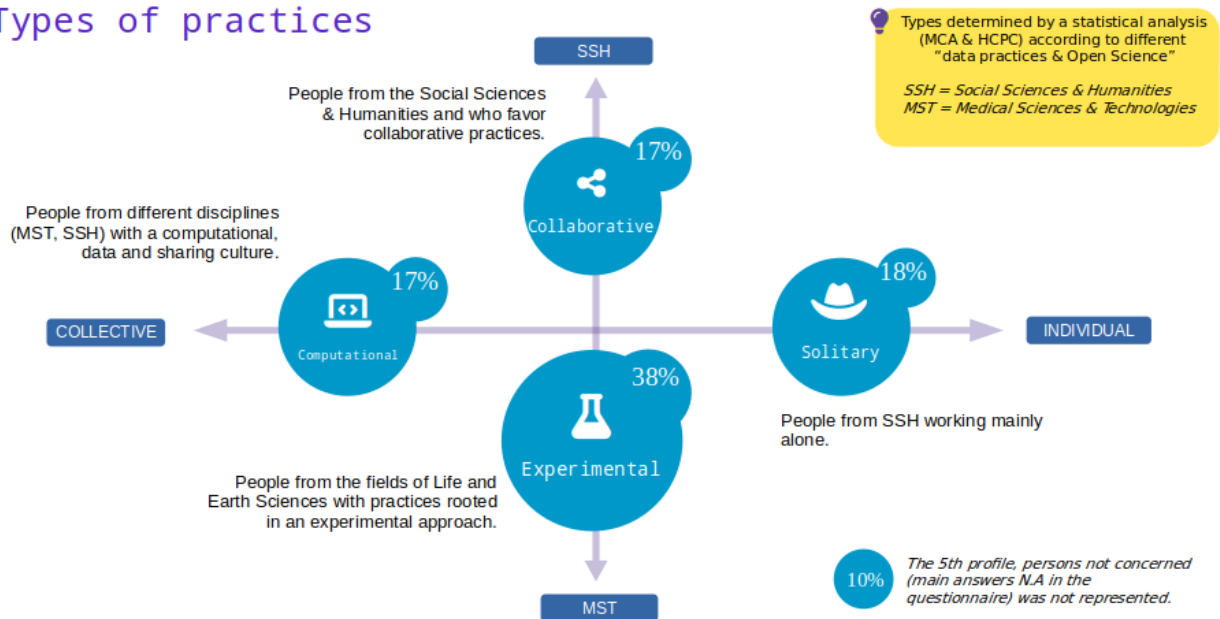 Types of practices
Types determined by a statistical analysis
(MCA & HCPC) according to different
“data practices & Open Science”
SSH = Social Sciences & Humanities
MST = Medical Sciences & Technologies
SSH
People from the Social Sciences
& Humanities and who favor
collaborative practices.
17%
Collaborative
People from different disciplines
(MST, SSH) with a computational,
data and sharing culture.
17%
Computational
18%
Solitary
COLLECTIVE
INDIVIDUAL
38%
Experimental
People from SSH working mainly
alone.
People from the fields of Life and
Earth Sciences with practices rooted
in an experimental approach.
10%
The 5th profile, persons not concerned
(main answers N.A in the
questionnaire) was not represented.
MST